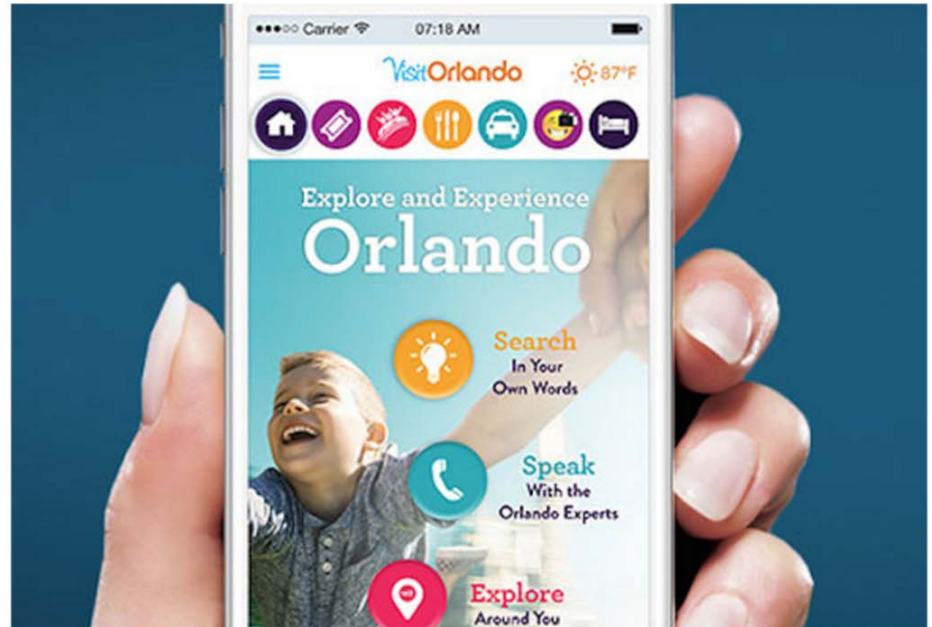 Carrier 07:18 AM
VisitOrlando 87°F
Explore and Experience
Orlando
Search
In Your
Own Words
Speak
With the
Orlando Experts
Explore
Around You